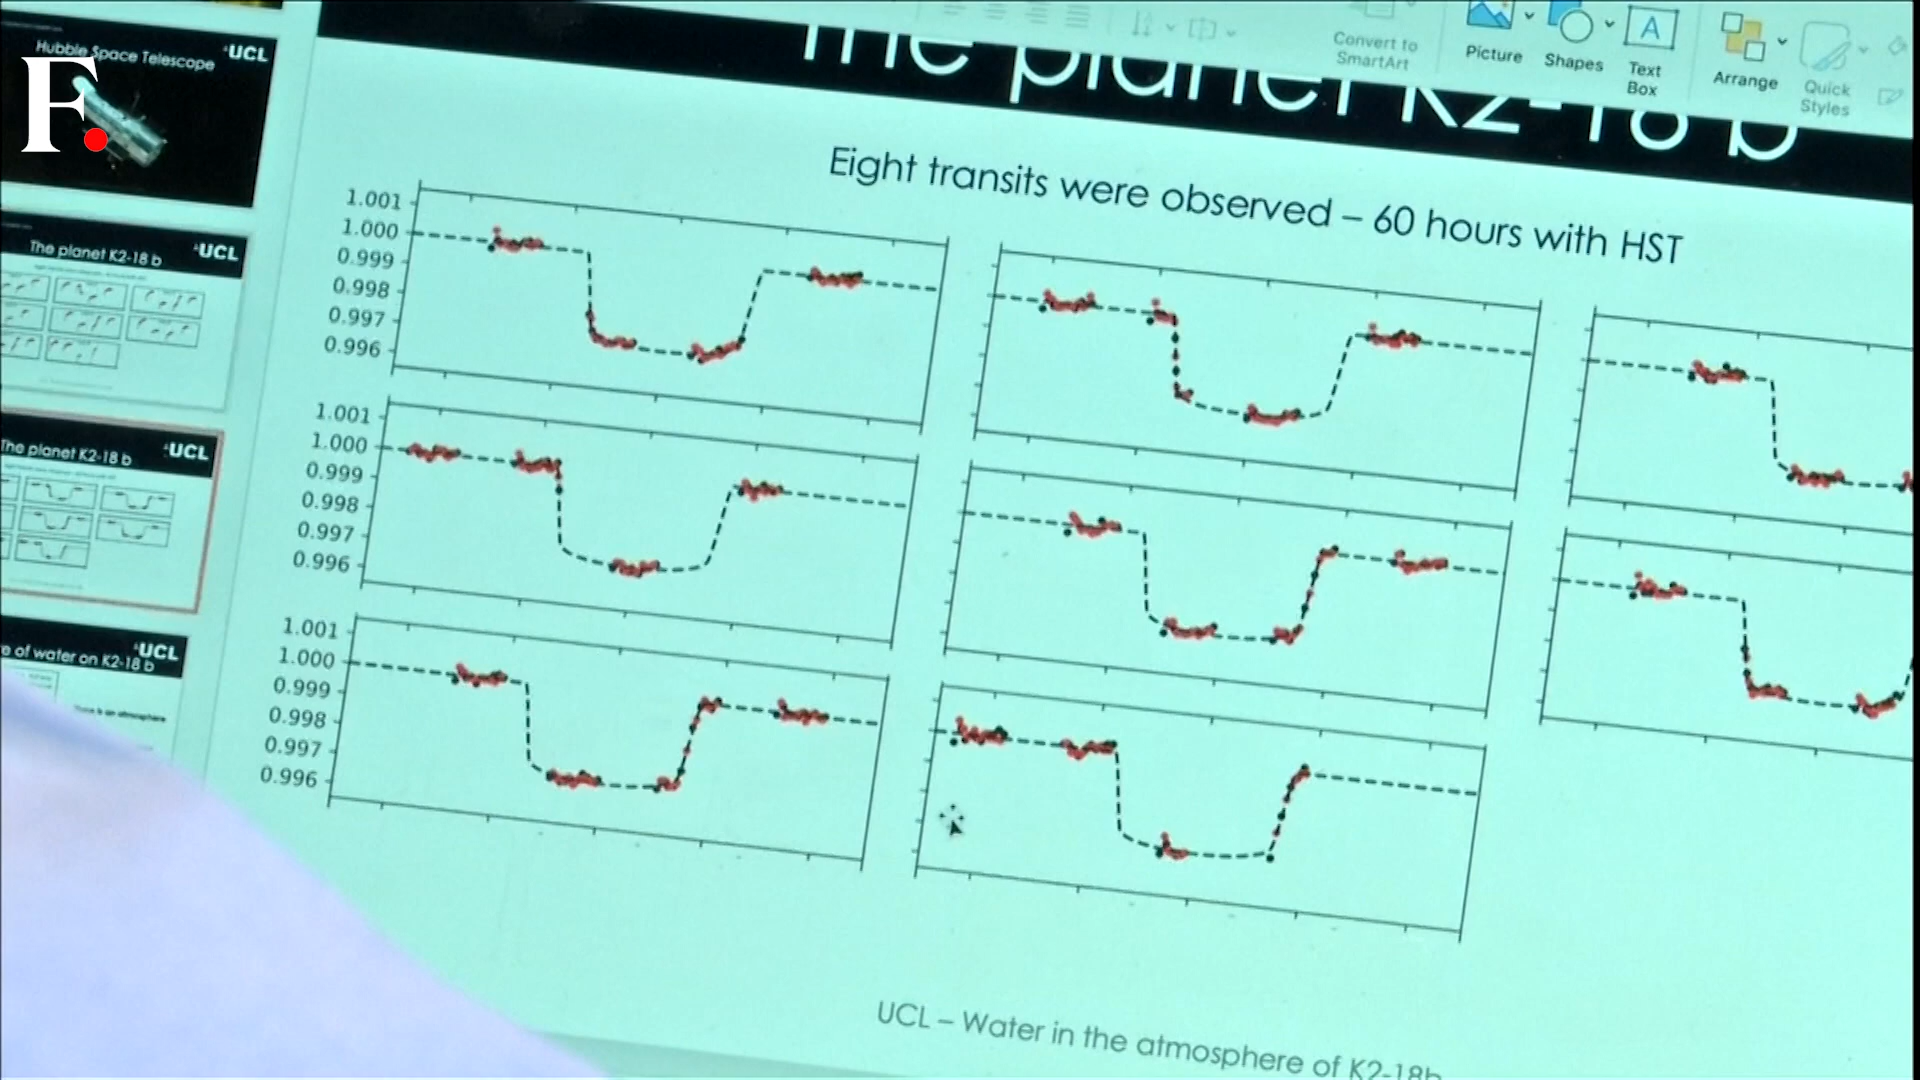 Convert to
SmartArt
Picture
Shapes
Text
Box
Arrange
Quick
Styles
Hubble Space Telescope
UCL
F.
The planet K2-18 b
UCL
The planet K2-18 b
UCL
e of water on K2-18 b
UCL
The planet K2-18 b
Eight transits were observed – 60 hours with HST
1.001
1.000
0.999
0.998
0.997
0.996
1.001
1.000
0.999
0.998
0.997
0.996
1.001
1.000
0.999
0.998
0.997
0.996
UCL – Water in the atmosphere of K2-18b